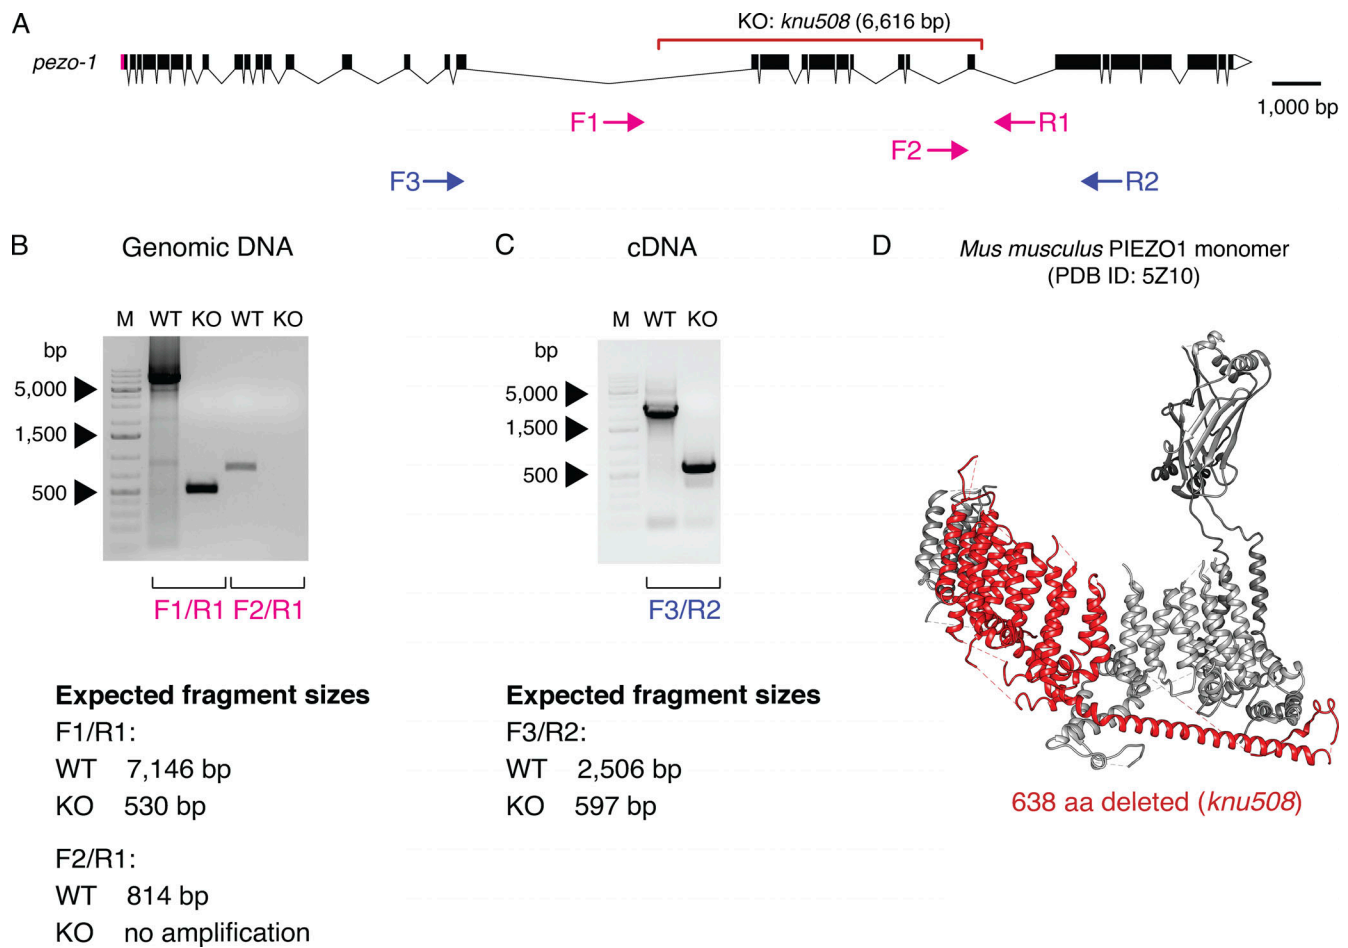 A
KO: knu508 (6,616 bp)
pezo-1
1,000 bp
F1
R1
F2
F3
R2
B
Genomic DNA
M WT KO WT KO
bp
5,000
1,500
500
F1/R1 F2/R1
Expected fragment sizes
F1/R1:
WT 7,146 bp
KO 530 bp
F2/R1:
WT 814 bp
KO no amplification
C
cDNA
M WT KO
bp
5,000
1,500
500
F3/R2
Expected fragment sizes
F3/R2:
WT 2,506 bp
KO 597 bp
D
Mus musculus PIEZO1 monomer
(PDB ID: 5Z10)
638 aa deleted (knu508)